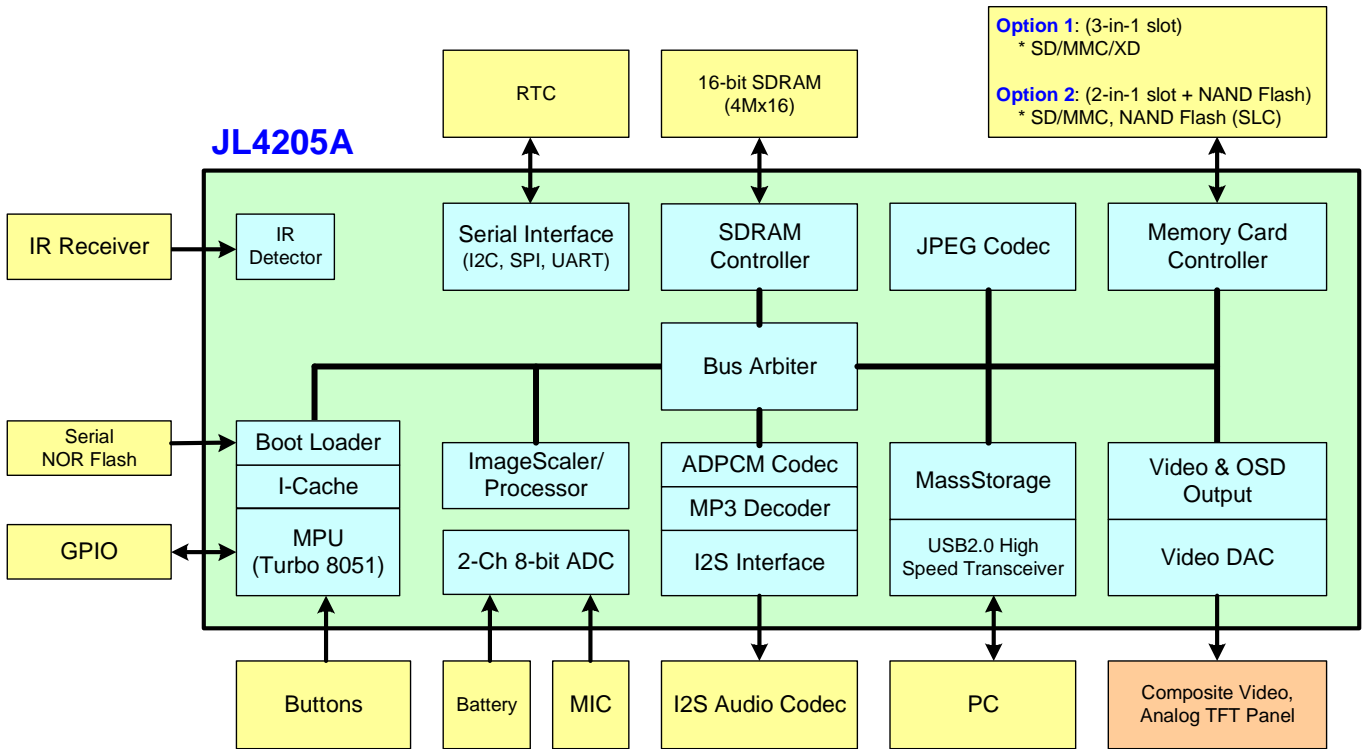 Option 1: (3-in-1 slot)
* SD/MMC/XD
Option 2: (2-in-1 slot + NAND Flash)
* SD/MMC, NAND Flash (SLC)
RTC
16-bit SDRAM
(4Mx16)
JL4205A
IR Receiver
IR
Detector
Serial Interface
(I2C, SPI, UART)
SDRAM
Controller
JPEG Codec
Memory Card
Controller
Bus Arbiter
Serial
NOR Flash
Boot Loader
I-Cache
MPU
(Turbo 8051)
GPIO
ImageScaler/
Processor
2-Ch 8-bit ADC
ADPCM Codec
MP3 Decoder
I2S Interface
MassStorage
USB2.0 High
Speed Transceiver
Video & OSD
Output
Video DAC
Buttons
Battery
MIC
I2S Audio Codec
PC
Composite Video,
Analog TFT Panel